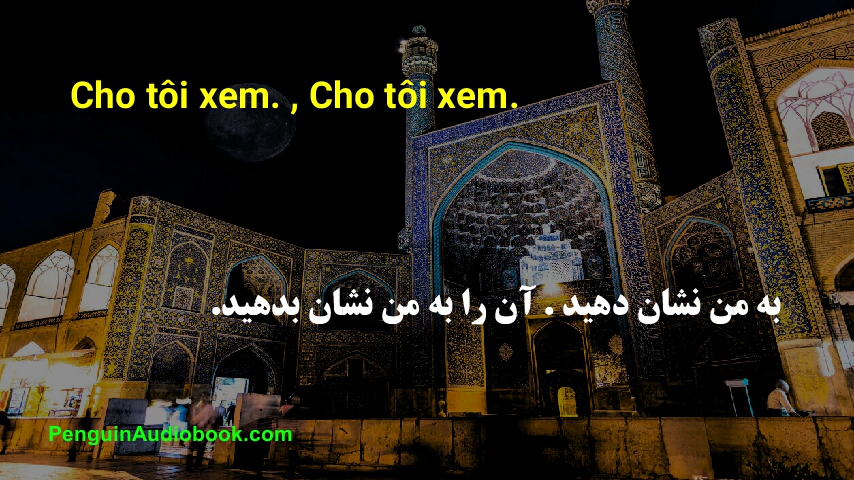 Cho tôi xem. , Cho tôi xem.
به من نشان دهید . آن را به من نشان بدهید.
PenguinAudiobook.com